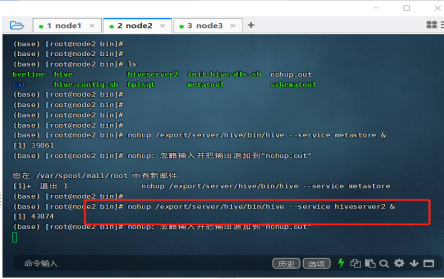 1 node1 × 2 node2 × 3 node3 × +
(base) [root@node2 bin]#
(base) [root@node2 bin]#
(base) [root@node2 bin]# ls
beeline hive hiveserver2 init-hive-dfs.sh nohup.out
ext hive-config.sh hplsql metatool schematool
(base) [root@node2 bin]#
(base) [root@node2 bin]#
(base) [root@node2 bin]#
(base) [root@node2 bin]# nohup /export/server/hive/bin/hive --service metastore &
[1] 39061
(base) [root@node2 bin]# nohup: 忽略输入并把输出追加到"nohup.out"
您在 /var/spool/mail/root 中有新邮件
[1]+ 退出 1 nohup /export/server/hive/bin/hive --service metastore
(base) [root@node2 bin]#
(base) [root@node2 bin]# nohup /export/server/hive/bin/hive --service hiveserver2 &
[1] 43874
(base) [root@node2 bin]# nohup: 忽略输入并把输出追加到"nohup.out"
命令输入 历史 选项